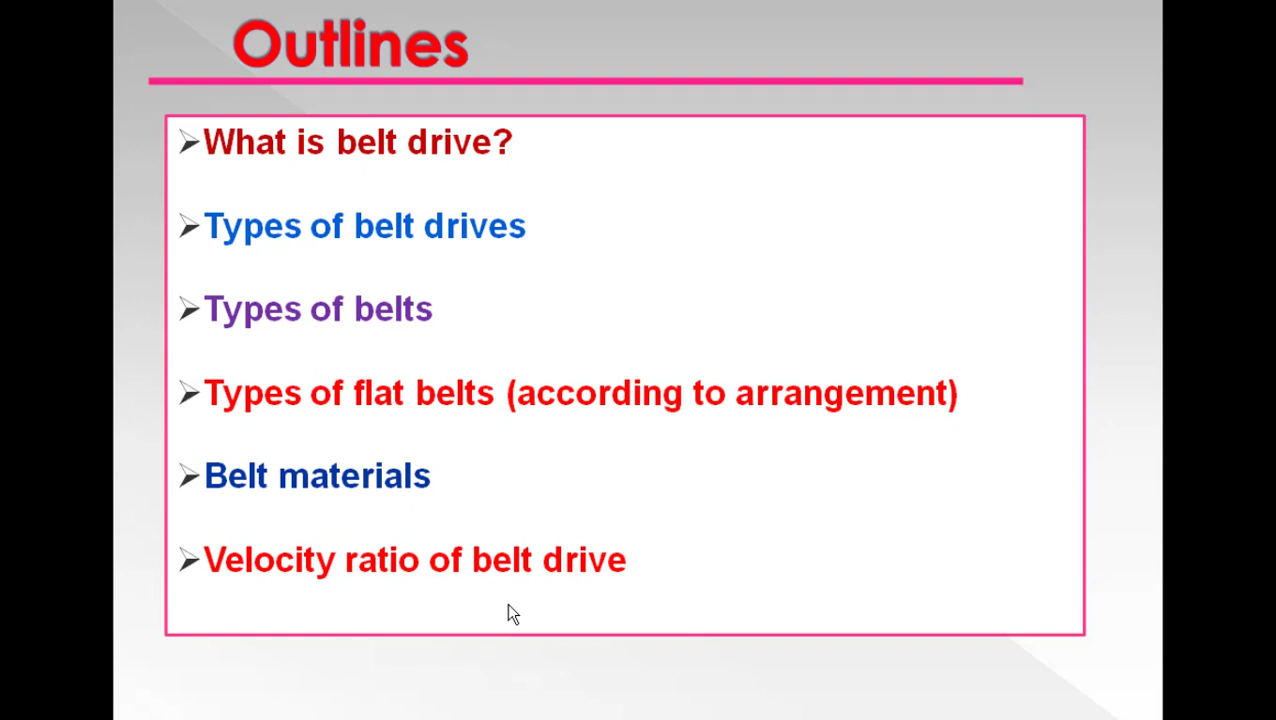 Outlines
What is belt drive?
Types of belt drives
Types of belts
Types of flat belts (according to arrangement)
Belt materials
Velocity ratio of belt drive